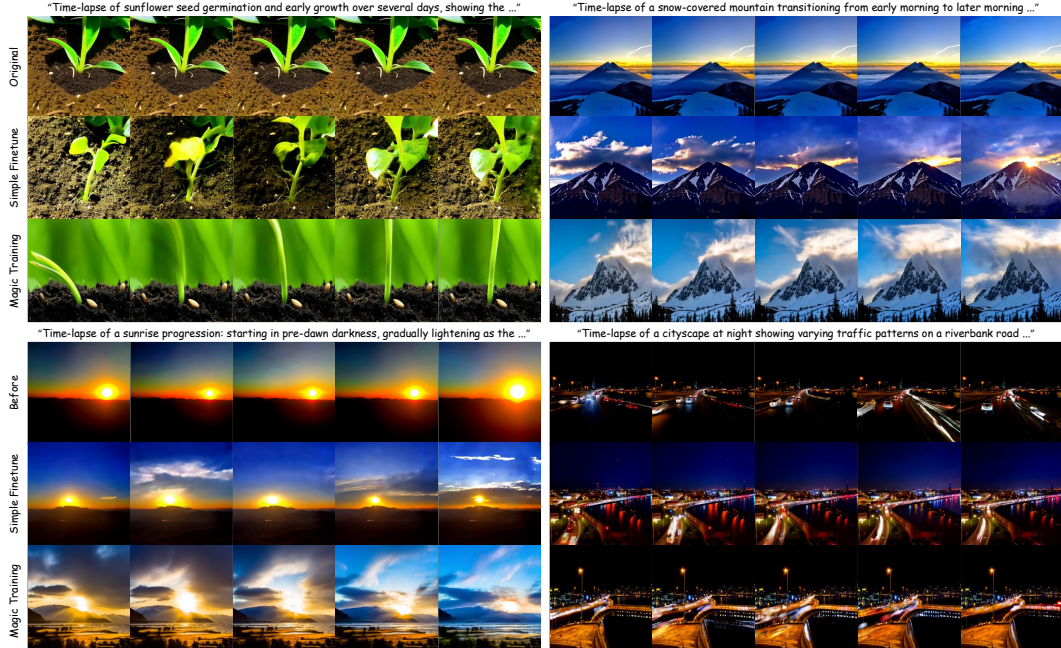 "Time-lapse of sunflower seed germination and early growth over several days, showing the ..."
"Time-lapse of a snow-covered mountain transitioning from early morning to later morning ..."
Original
Simple Finetune
Magic Training
"Time-lapse of a sunrise progression: starting in pre-dawn darkness, gradually lightening as the ..."
"Time-lapse of a cityscape at night showing varying traffic patterns on a riverbank road ..."
Before
Simple Finetune
Magic Training